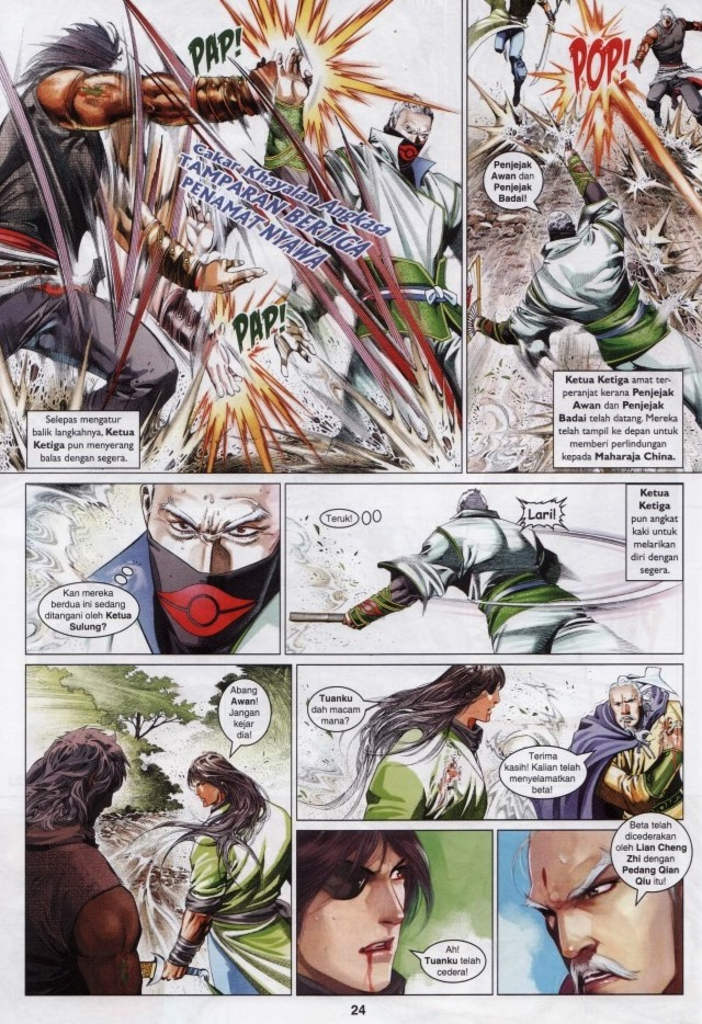 PAP!
Cakar Khayalan Angkasa
TAMPARAN BERTIGA
PENAMAT NYAWA
PAP!
Selepas mengatur
balik langkahnya, Ketua
Ketiga pun menyerang
balas dengan segera.
POP!
Penjejak
Awan dan
Penjejak
Badai!
Ketua Ketiga amat ter-
peranjat kerana Penjejak
Awan dan Penjejak
Badai telah datang. Mereka
telah tampil ke depan untuk
memberi perlindungan
kepada Maharaja China.
Kan mereka
berdua ini sedang
ditangani oleh Ketua
Sulung?
Teruk!
Lari!
Ketua
Ketiga
pun angkat
kaki untuk
melarikan
diri dengan
segera.
Abang
Awan!
Jangan
kejar
dia!
Tuanku
dah macam
mana?
Terima
kasih! Kalian telah
menyelamatkan
beta!
Ah!
Tuanku telah
cedera!
Beta telah
dicederakan
oleh Lian Cheng
Zhi dengan
Pedang Qian
Qiu itu!
24